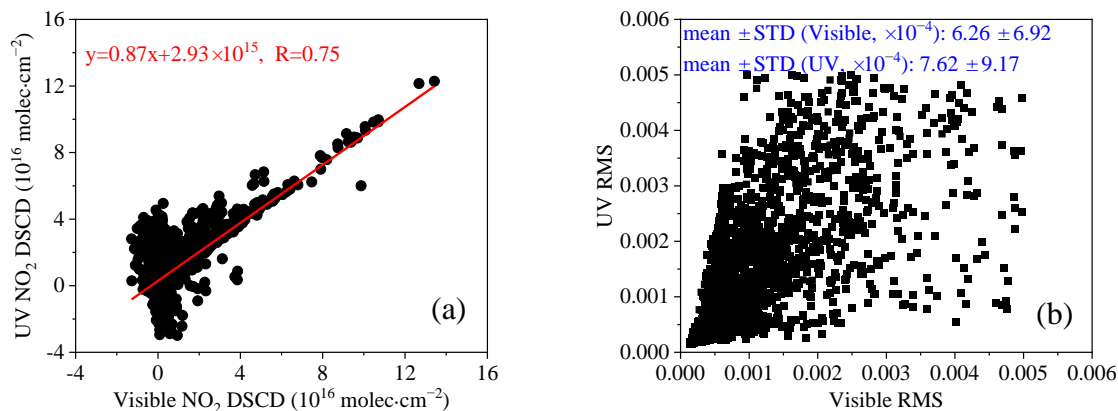 y=0.87x+2.93×10¹⁵, R=0.75
16
12
8
4
0
-4
-4 0 4 8 12 16
UV NO₂ DSCD (10¹⁶ molec·cm⁻²)
Visible NO₂ DSCD (10¹⁶ molec·cm⁻²)
(a)
mean ±STD (Visible, ×10⁻⁴): 6.26 ±6.92
mean ±STD (UV, ×10⁻⁴): 7.62 ±9.17
0.006
0.005
0.004
0.003
0.002
0.001
0.000
0.000 0.001 0.002 0.003 0.004 0.005 0.006
UV RMS
Visible RMS
(b)